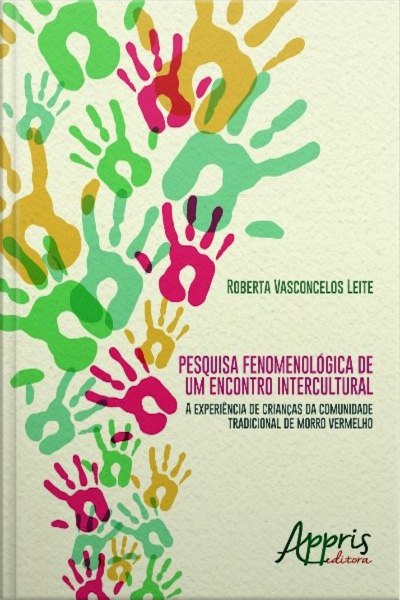 ROBERTA VASCONCELOS LEITE
PESQUISA FENOMENOLÓGICA DE
UM ENCONTRO INTERCULTURAL
A EXPERIÊNCIA DE CRIANÇAS DA COMUNIDADE
TRADICIONAL DE MORRO VERMELHO
Appris
editora